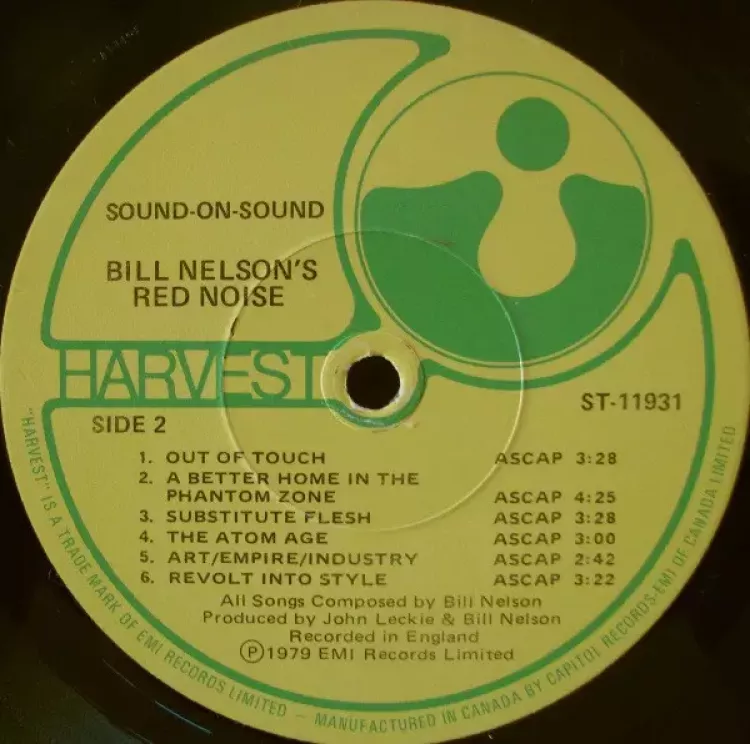 SOUND-ON-SOUND
BILL NELSON'S
RED NOISE
HARVEST
ST-11931
SIDE 2
1. OUT OF TOUCH ASCAP 3:28
2. A BETTER HOME IN THE
PHANTOM ZONE ASCAP 4:25
3. SUBSTITUTE FLESH ASCAP 3:28
4. THE ATOM AGE ASCAP 3:00
5. ART/EMPIRE/INDUSTRY ASCAP 2:42
6. REVOLT INTO STYLE ASCAP 3:22
All Songs Composed by Bill Nelson
Produced by John Leckie & Bill Nelson
Recorded in England
Ⓟ1979 EMI Records Limited
"HARVEST" IS A TRADE MARK OF EMI RECORDS LIMITED – MANUFACTURED IN CANADA BY CAPITOL RECORDS-EMI OF CANADA LIMITED